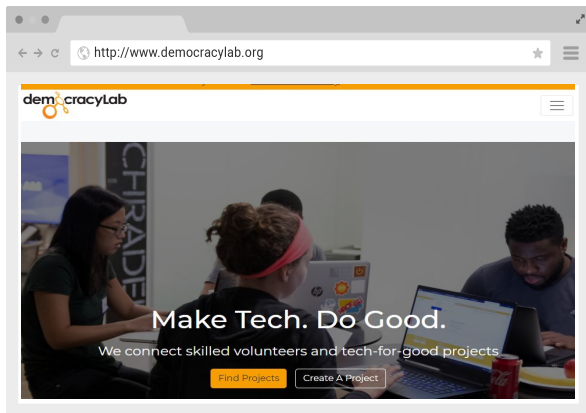 http://www.democracylab.org
democracyLab
CHRADE
Make Tech. Do Good.
We connect skilled volunteers and tech-for-good projects
Find Projects
Create A Project